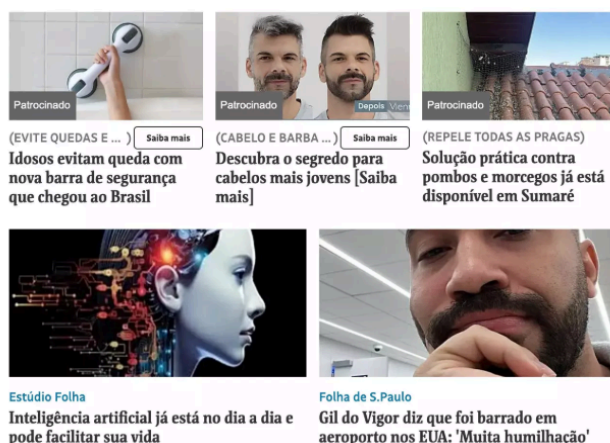 Patrocinado
(EVITE QUEDAS E ... )
Saiba mais
Idosos evitam queda com
nova barra de segurança
que chegou ao Brasil
Patrocinado
Depois
(CABELO E BARBA ... )
Saiba mais
Descubra o segredo para
cabelos mais jovens [Saiba
mais]
Patrocinado
(REPELE TODAS AS PRAGAS)
Solução prática contra
pombos e morcegos já está
disponível em Sumaré
Estúdio Folha
Inteligência artificial já está no dia a dia e
pode facilitar sua vida
Folha de S.Paulo
Gil do Vigor diz que foi barrado em
aeroporto nos EUA: 'Muita humilhação'